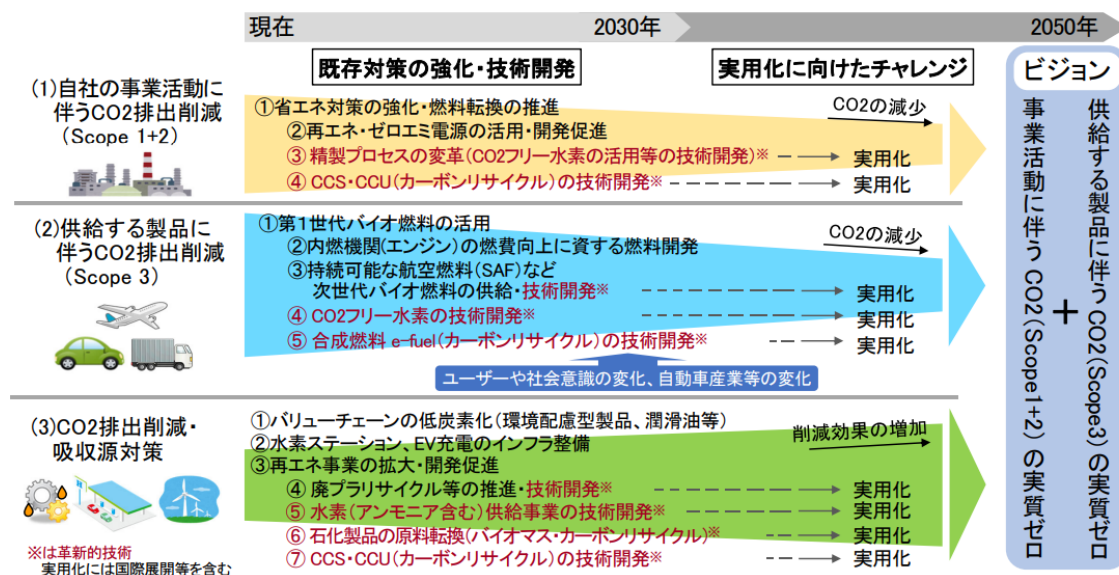 現在
2030年
2050年
既存対策の強化・技術開発
実用化に向けたチャレンジ
ビジョン
(1)自社の事業活動に
伴うCO2排出削減
(Scope 1+2)
①省エネ対策の強化・燃料転換の推進
CO2の減少
②再エネ・ゼロエミ電源の活用・開発促進
③ 精製プロセスの変革(CO2フリー水素の活用等の技術開発)※
実用化
④ CCS・CCU(カーボンリサイクル)の技術開発※
実用化
(2)供給する製品に
伴うCO2排出削減
(Scope 3)
①第1世代バイオ燃料の活用
CO2の減少
②内燃機関(エンジン)の燃費向上に資する燃料開発
③持続可能な航空燃料(SAF)など
次世代バイオ燃料の供給・技術開発※
実用化
④ CO2フリー水素の技術開発※
実用化
⑤ 合成燃料 e-fuel(カーボンリサイクル)の技術開発※
実用化
ユーザーや社会意識の変化、自動車産業等の変化
(3)CO2排出削減・
吸収源対策
①バリューチェーンの低炭素化(環境配慮型製品、潤滑油等)
②水素ステーション、EV充電のインフラ整備
削減効果の増加
③再エネ事業の拡大・開発促進
④ 廃プラリサイクル等の推進・技術開発※
実用化
⑤ 水素(アンモニア含む)供給事業の技術開発※
実用化
⑥ 石化製品の原料転換(バイオマス・カーボンリサイクル)※
実用化
⑦ CCS・CCU(カーボンリサイクル)の技術開発※
実用化
※は革新的技術
実用化には国際展開等を含む
供給する製品に伴う CO2(Scope3) の実質ゼロ
+
事業活動に伴う CO2(Scope1+2) の実質ゼロ